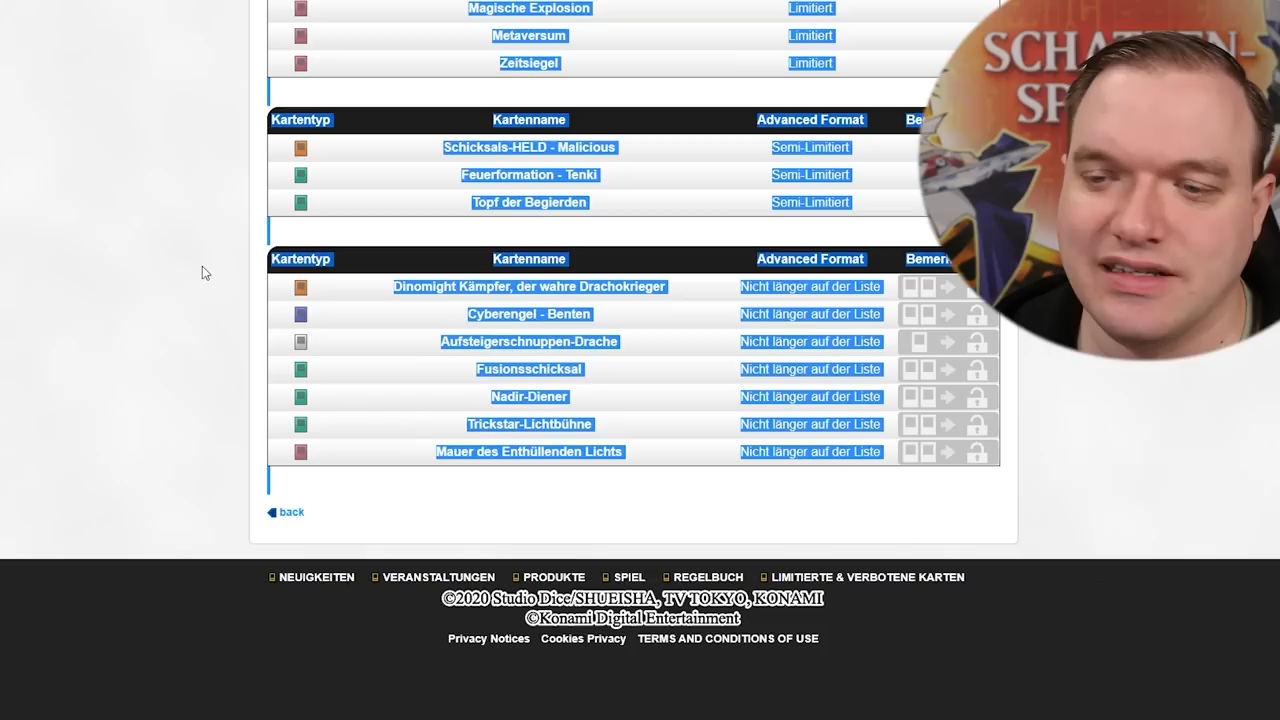 Magische Explosion Limitiert
Metaversum Limitiert
Zeitsiegel Limitiert
Kartentyp Kartenname Advanced Format
Schicksals-HELD - Malicious Semi-Limitiert
Feuerformation - Tenki Semi-Limitiert
Topf der Begierden Semi-Limitiert
Kartentyp Kartenname Advanced Format
Dinomight Kämpfer, der wahre Drachokrieger Nicht länger auf der Liste
Cyberengel - Benten Nicht länger auf der Liste
Aufsteigerschnuppen-Drache Nicht länger auf der Liste
Fusionsschicksal Nicht länger auf der Liste
Nadir-Diener Nicht länger auf der Liste
Trickstar-Lichtbühne Nicht länger auf der Liste
Mauer des Enthüllenden Lichts Nicht länger auf der Liste
back
NEUIGKEITEN VERANSTALTUNGEN PRODUKTE SPIEL REGELBUCH LIMITIERTE & VERBOTENE KARTEN
©2020 Studio Dice/SHUEISHA, TV TOKYO, KONAMI
©Konami Digital Entertainment
Privacy Notices Cookies Privacy TERMS AND CONDITIONS OF USE